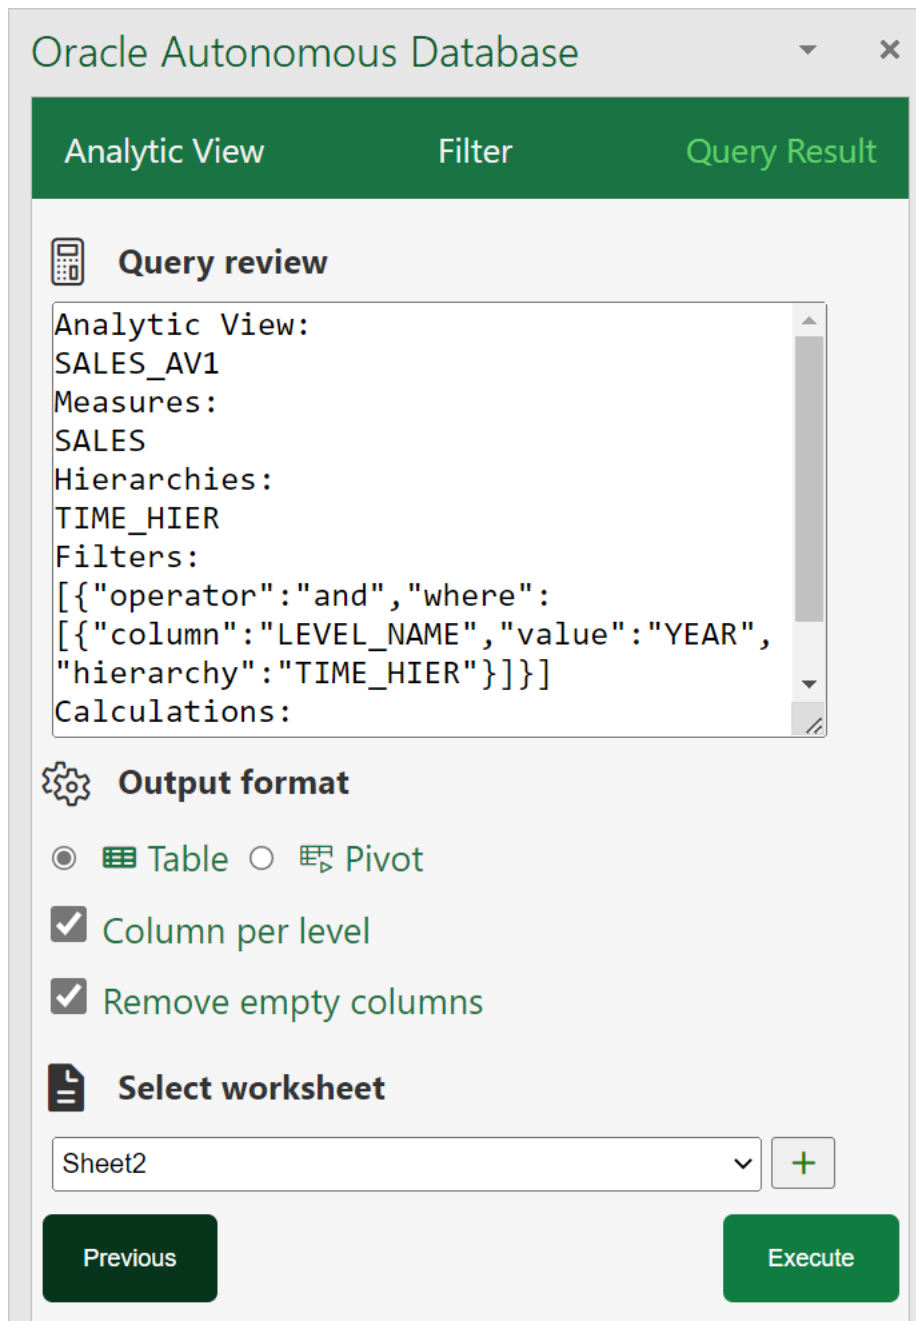 Oracle Autonomous Database
Analytic View Filter Query Result
Query review
Analytic View:
SALES_AV1
Measures:
SALES
Hierarchies:
TIME_HIER
Filters:
[{"operator":"and","where":
[{"column":"LEVEL_NAME","value":"YEAR",
"hierarchy":"TIME_HIER"}]}]
Calculations:
Output format
Table Pivot
Column per level
Remove empty columns
Select worksheet
Sheet2 +
Previous Execute